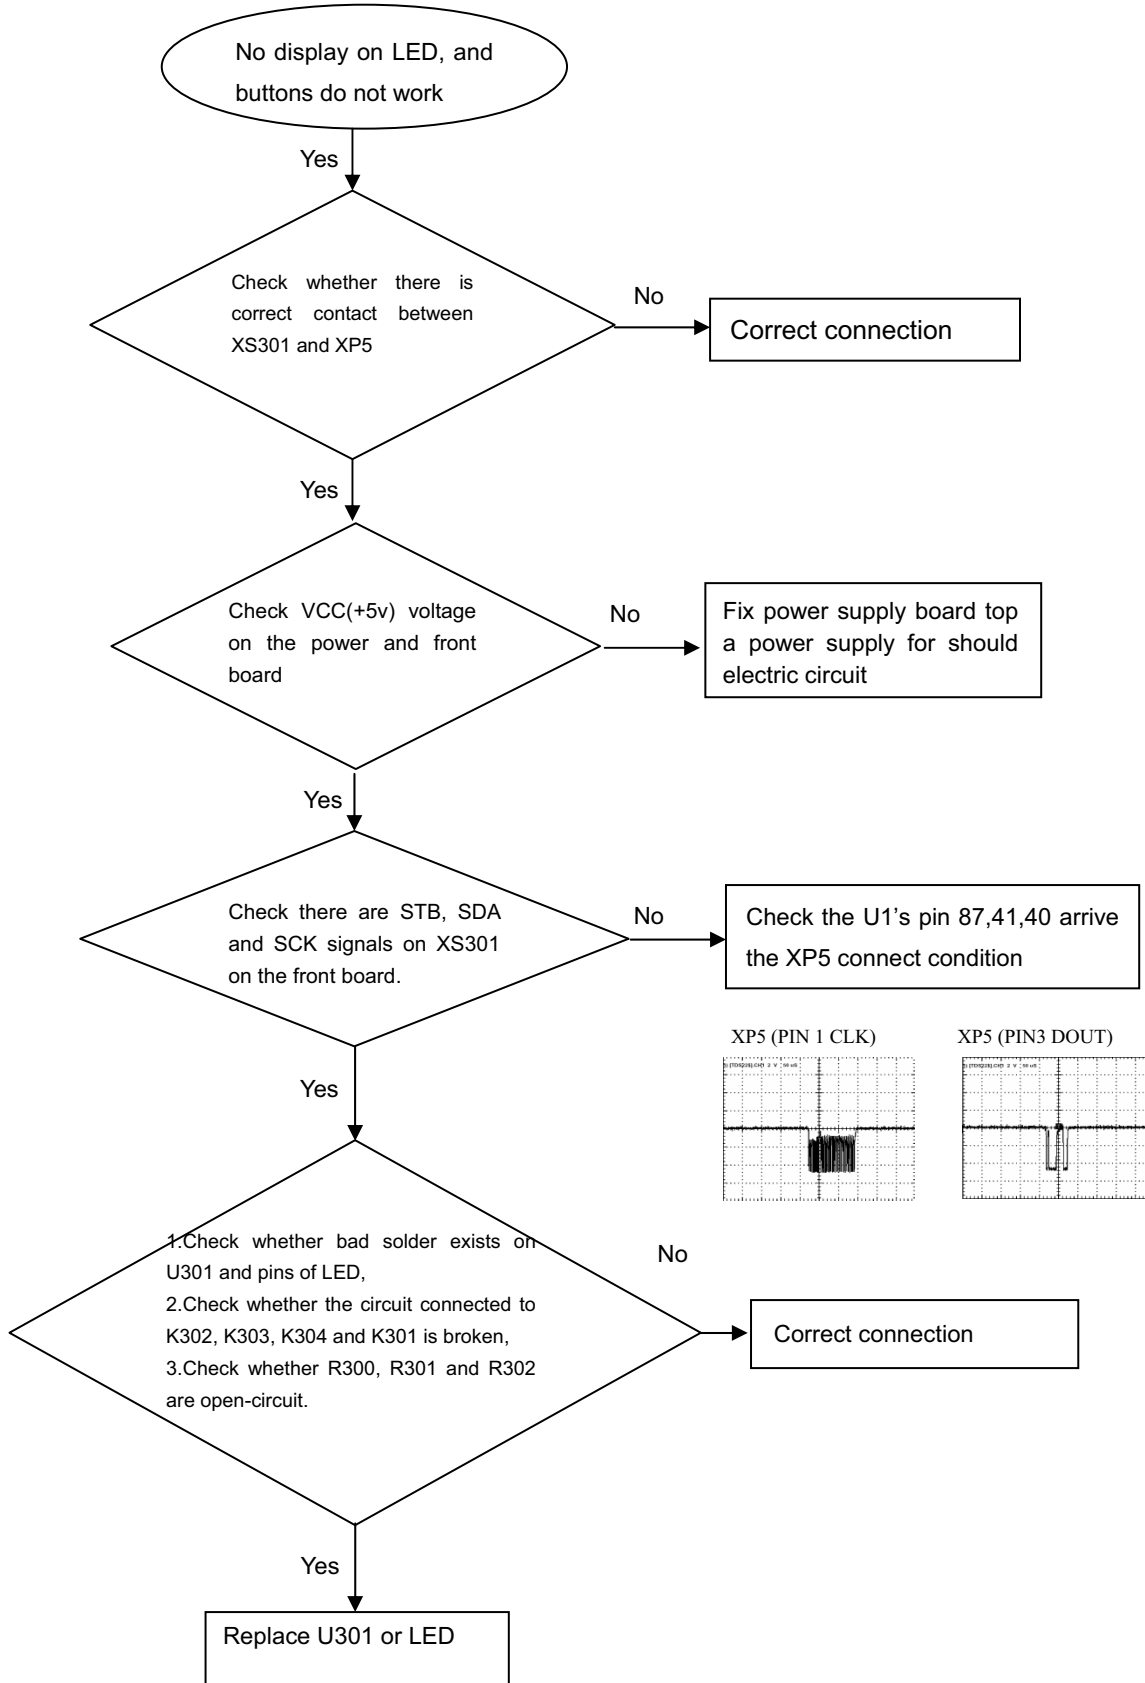 No display on LED, and
buttons do not work
Yes
Check whether there is
correct contact between
XS301 and XP5
No
Correct connection
Yes
Check VCC(+5v) voltage
on the power and front
board
No
Fix power supply board top
a power supply for should
electric circuit
Yes
Check there are STB, SDA
and SCK signals on XS301
on the front board.
No
Check the U1's pin 87,41,40 arrive
the XP5 connect condition
XP5 (PIN 1 CLK)
XP5 (PIN3 DOUT)
Yes
1.Check whether bad solder exists on
U301 and pins of LED,
2.Check whether the circuit connected to
K302, K303, K304 and K301 is broken,
3.Check whether R300, R301 and R302
are open-circuit.
No
Correct connection
Yes
Replace U301 or LED